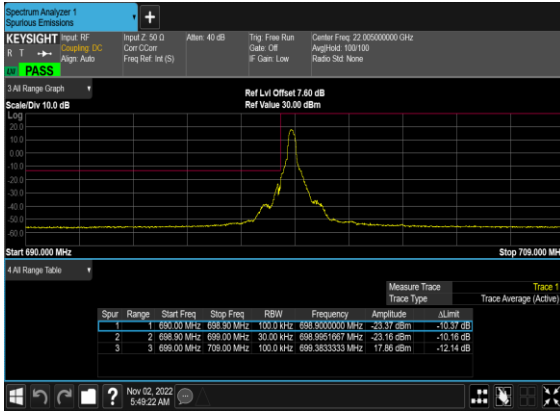 Spectrum Analyzer 1
Spurious Emissions
+
KEYSIGHT Input: RF Input Z: 50 Ω Atten: 40 dB Trig: Free Run Center Freq: 22.005000000 GHz
R T Coupling: DC Corr CCorr Gate: Off Avg|Hold: 100/100
Align: Auto Freq Ref: Int (S) IF Gain: Low Radio Std: None
PASS
3 All Range Graph
Ref Lvl Offset 7.60 dB
Scale/Div 10.0 dB Ref Value 30.00 dBm
Log
20.0
10.0
0.00
-10.0
-20.0
-30.0
-40.0
-50.0
-60.0
Start 690.000 MHz Stop 709.000 MH
4 All Range Table
Measure Trace Trace 1
Trace Type Trace Average (Active)
Spur Range Start Freq Stop Freq RBW Frequency Amplitude ΔLimit
1 1 690.00 MHz 698.90 MHz 100.0 kHz 698.9000000 MHz -23.37 dBm -10.37 dB
2 2 698.90 MHz 699.00 MHz 30.00 kHz 698.9951667 MHz -23.16 dBm -10.16 dB
3 3 699.00 MHz 709.00 MHz 100.0 kHz 699.3833333 MHz 17.86 dBm -12.14 dB
?
Nov 02, 2022
5:49:22 AM